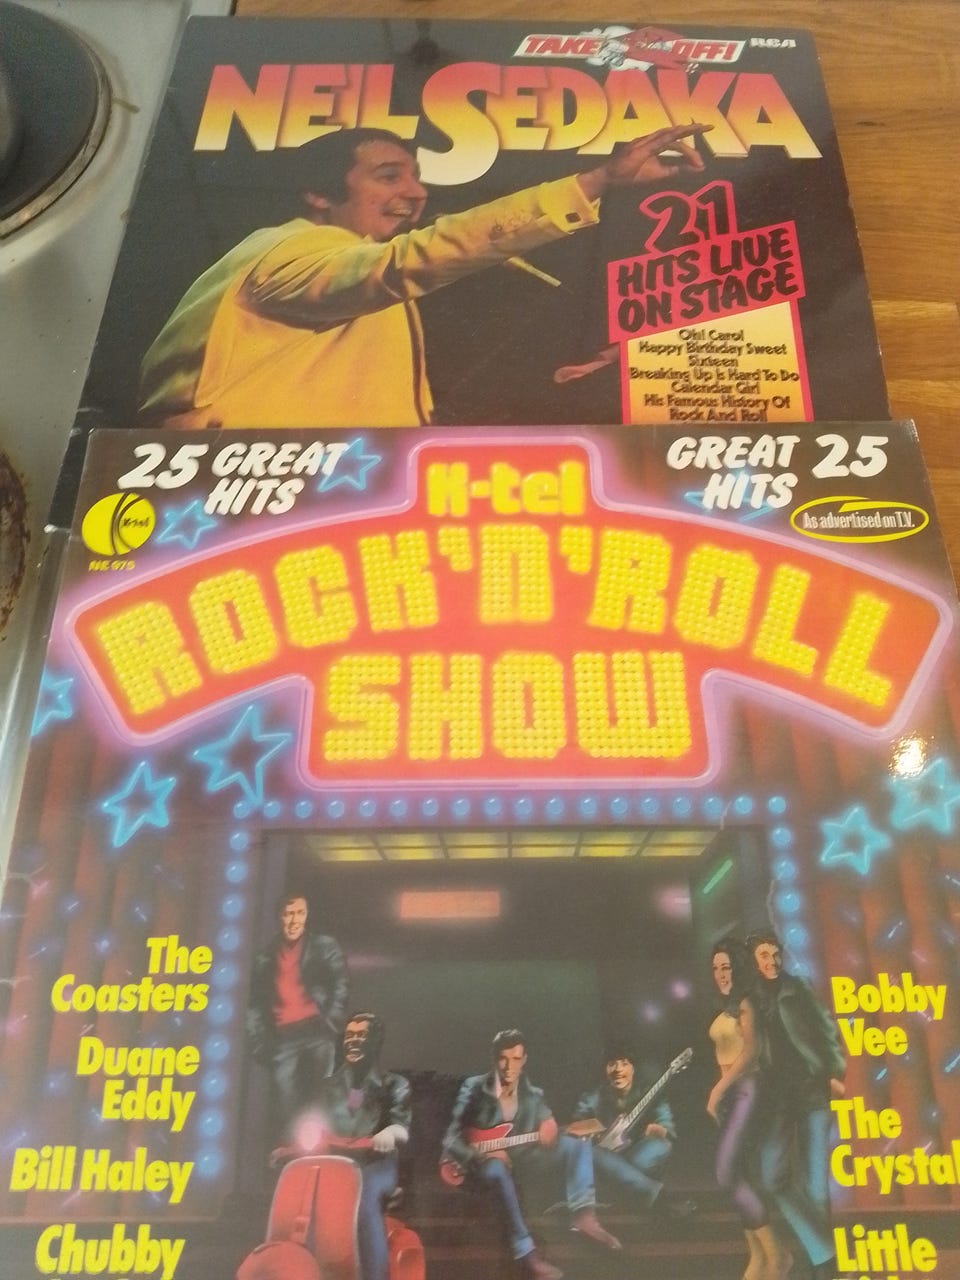 TAKE OFF!
RCA
NEIL SEDAKA
21
HITS LIVE
ON STAGE
Oh! Carol
Happy Birthday Sweet
Sixteen
Breaking Up Is Hard To Do
Calendar Girl
His Famous History Of
Rock And Roll
25 GREAT
HITS
GREAT 25
HITS
K-tel
K-tel
NE 975
As advertised on T.V.
ROCK'N'ROLL
SHOW
The
Coasters
Duane
Eddy
Bill Haley
Chubby
Bobby
Vee
The
Crystal
Little